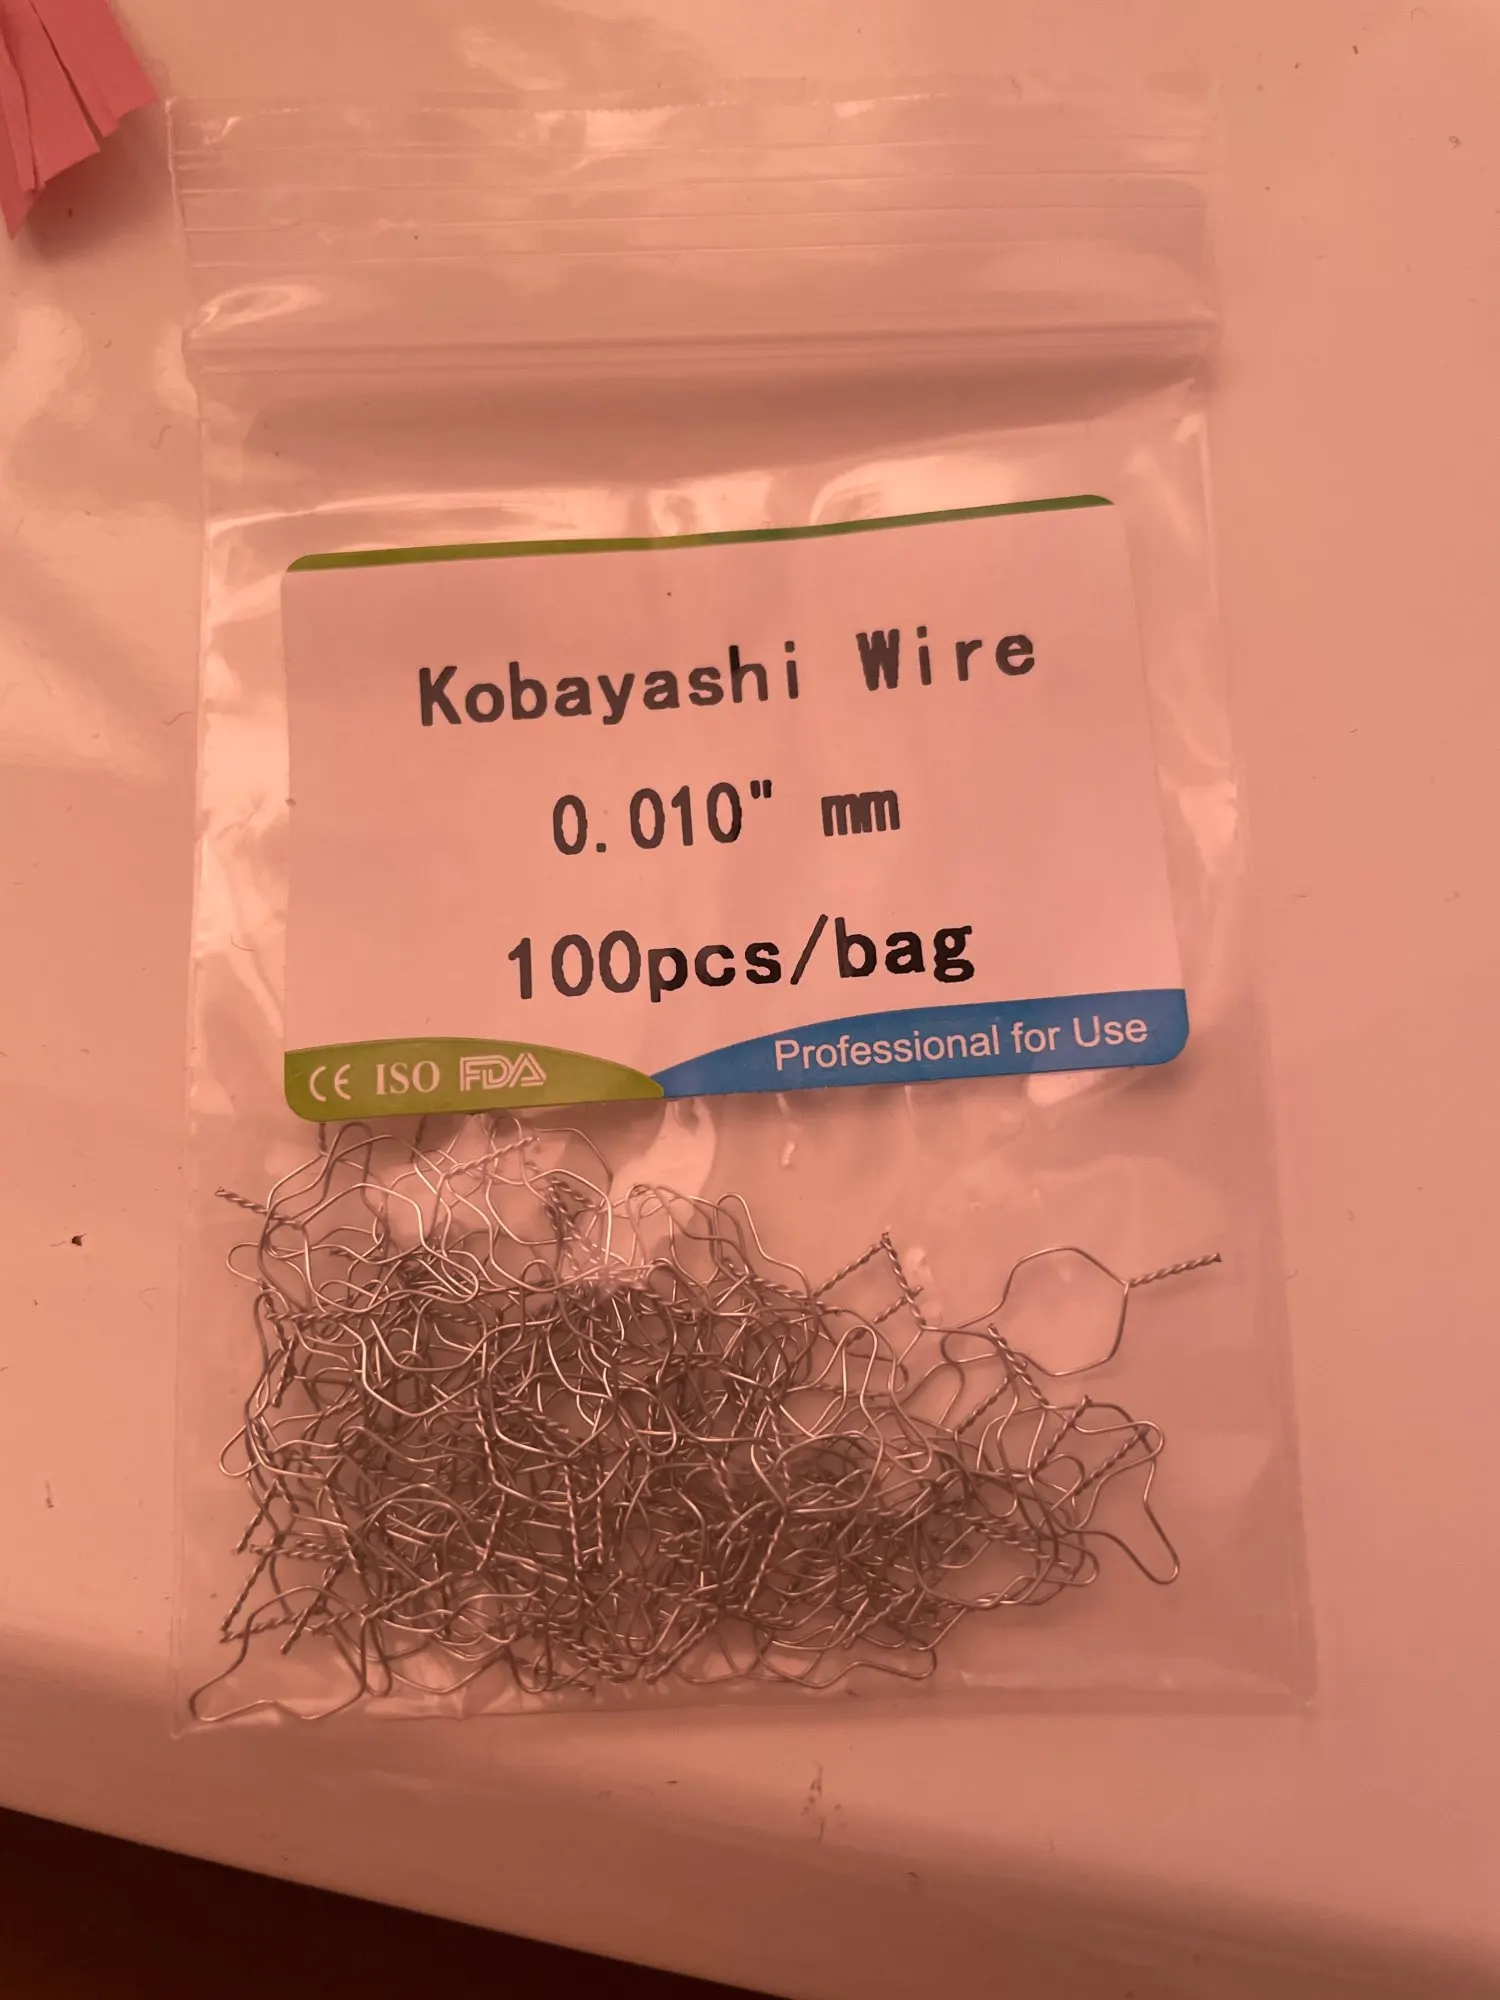 Kobayashi Wire
0.010" mm
100pcs/bag
CE ISO FDA
Professional for Use